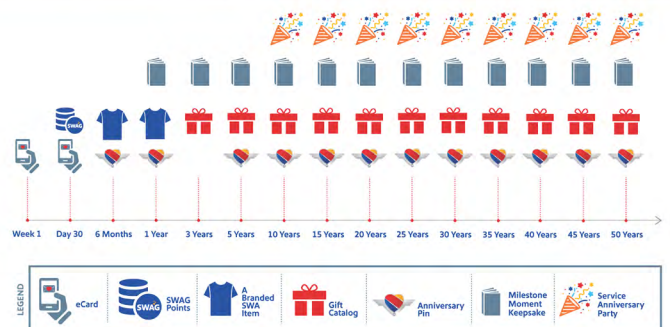 SWAG
Week 1 Day 30 6 Months 1 Year 3 Years 5 Years 10 Years 15 Years 20 Years 25 Years 30 Years 35 Years 40 Years 45 Years 50 Years
LEGEND
eCard
SWAG
SWAG
Points
A
Branded
SWA
Item
Gift
Catalog
Anniversary
Pin
Milestone
Moment
Keepsake
Service
Anniversary
Party